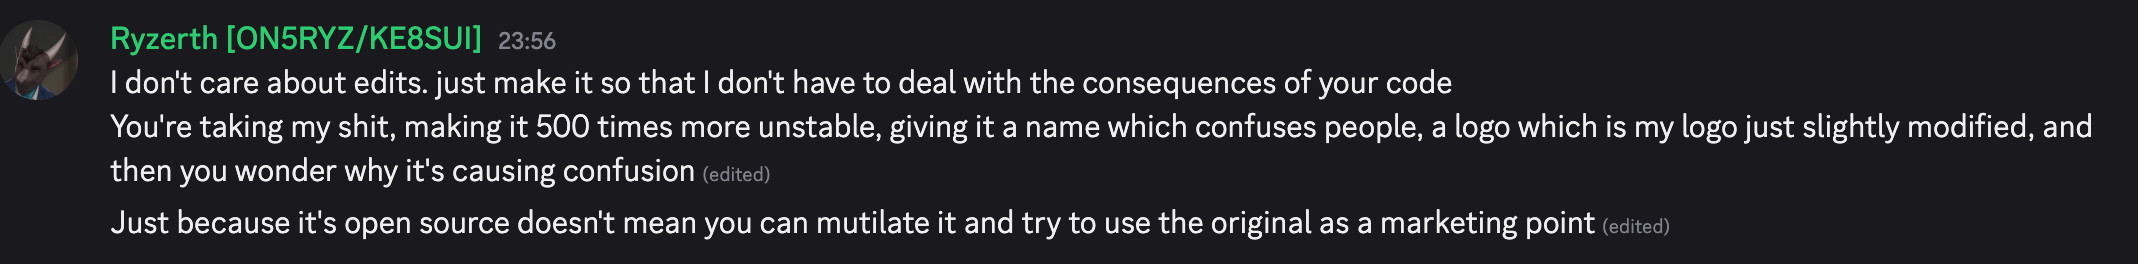 Ryzerth [ON5RYZ/KE8SUI] 23:56
I don't care about edits. just make it so that I don't have to deal with the consequences of your code
You're taking my shit, making it 500 times more unstable, giving it a name which confuses people, a logo which is my logo just slightly modified, and
then you wonder why it's causing confusion (edited)
Just because it's open source doesn't mean you can mutilate it and try to use the original as a marketing point (edited)